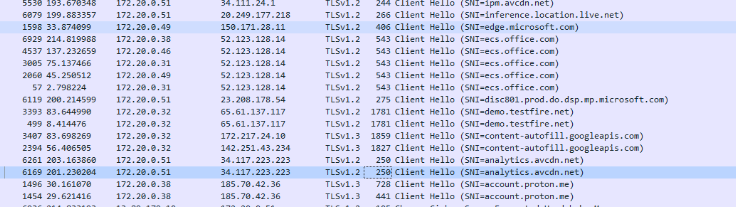 5530 193.670348 172.20.0.51 34.111.24.1 TLSv1.2 244 Client Hello (SNI=ipm.avcdn.net)
6079 199.883357 172.20.0.51 20.249.177.218 TLSv1.2 266 Client Hello (SNI=inference.location.live.net)
1598 33.874099 172.20.0.49 150.171.28.11 TLSv1.2 406 Client Hello (SNI=edge.microsoft.com)
6929 214.819988 172.20.0.38 52.123.128.14 TLSv1.2 253 Client Hello (SNI=ecs.office.com)
4537 137.232659 172.20.0.46 52.123.128.14 TLSv1.2 253 Client Hello (SNI=ecs.office.com)
3005 75.137466 172.20.0.31 52.123.128.14 TLSv1.2 253 Client Hello (SNI=ecs.office.com)
2060 45.250512 172.20.0.49 52.123.128.14 TLSv1.2 253 Client Hello (SNI=ecs.office.com)
57 2.798224 172.20.0.31 52.123.128.14 TLSv1.2 253 Client Hello (SNI=ecs.office.com)
6119 200.214599 172.20.0.51 23.208.178.54 TLSv1.2 275 Client Hello (SNI=disc801.prod.do.dsp.mp.microsoft.com)
3393 83.644990 172.20.0.32 65.61.137.117 TLSv1.2 1781 Client Hello (SNI=demo.testfire.net)
499 8.414476 172.20.0.32 65.61.137.117 TLSv1.2 1781 Client Hello (SNI=demo.testfire.net)
3407 83.698269 172.20.0.32 172.217.24.10 TLSv1.3 1859 Client Hello (SNI=content-autofill.googleapis.com)
2394 56.406505 172.20.0.32 142.251.43.234 TLSv1.3 1827 Client Hello (SNI=content-autofill.googleapis.com)
6261 203.163860 172.20.0.51 34.117.223.223 TLSv1.2 250 Client Hello (SNI=analytics.avcdn.net)
6169 201.230204 172.20.0.51 34.117.223.223 TLSv1.2 250 Client Hello (SNI=analytics.avcdn.net)
1496 30.161070 172.20.0.38 185.70.42.36 TLSv1.3 728 Client Hello (SNI=account.proton.me)
1454 29.621416 172.20.0.38 185.70.42.36 TLSv1.3 441 Client Hello (SNI=account.proton.me)